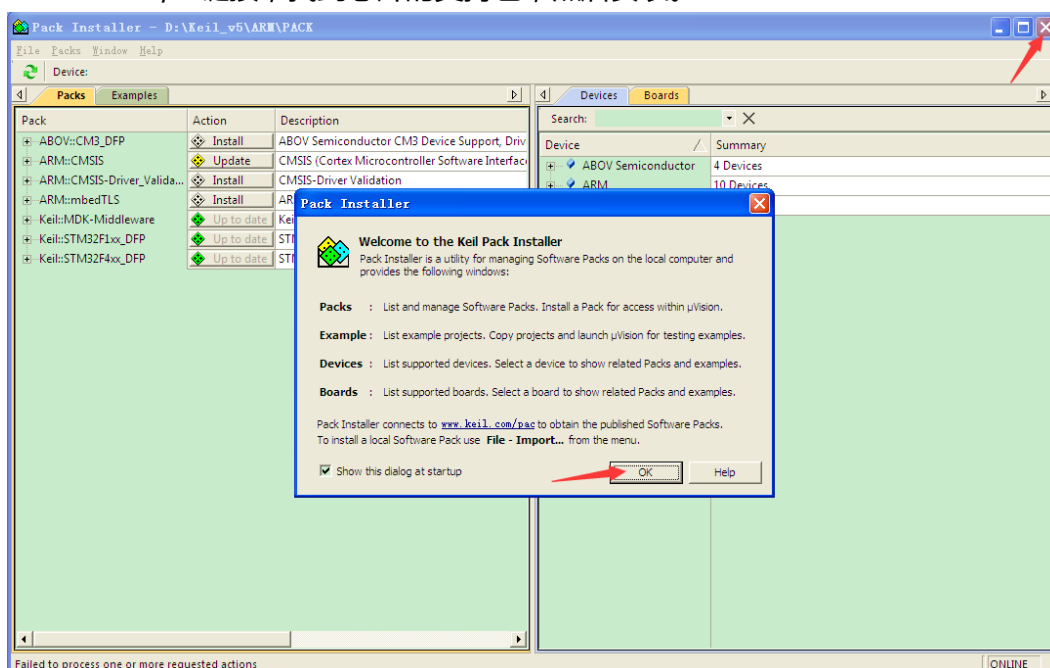 Pack Installer - D:\Keil_v5\ARM\PACK
File Packs Window Help
Device:
Packs Examples
Pack Action Description
ABOV::CM3_DFP Install ABOV Semiconductor CM3 Device Support, Driv
ARM::CMSIS Update CMSIS (Cortex Microcontroller Software Interfac
ARM::CMSIS-Driver_Valida... Install CMSIS-Driver Validation
ARM::mbedTLS Install AR
Keil::MDK-Middleware Up to date Kei
Keil::STM32F1xx_DFP Up to date STI
Keil::STM32F4xx_DFP Up to date STI
Devices Boards
Search:
Device Summary
ABOV Semiconductor 4 Devices
ARM 10 Devices
Pack Installer
Welcome to the Keil Pack Installer
Pack Installer is a utility for managing Software Packs on the local computer and
provides the following windows:
Packs : List and manage Software Packs. Install a Pack for access within µVision.
Example : List example projects. Copy projects and launch µVision for testing examples.
Devices : List supported devices. Select a device to show related Packs and examples.
Boards : List supported boards. Select a board to show related Packs and examples.
Pack Installer connects to www.keil.com/pac to obtain the published Software Packs.
To install a local Software Pack use File - Import... from the menu.
Show this dialog at startup
OK Help
Failed to process one or more requested actions
ONLINE